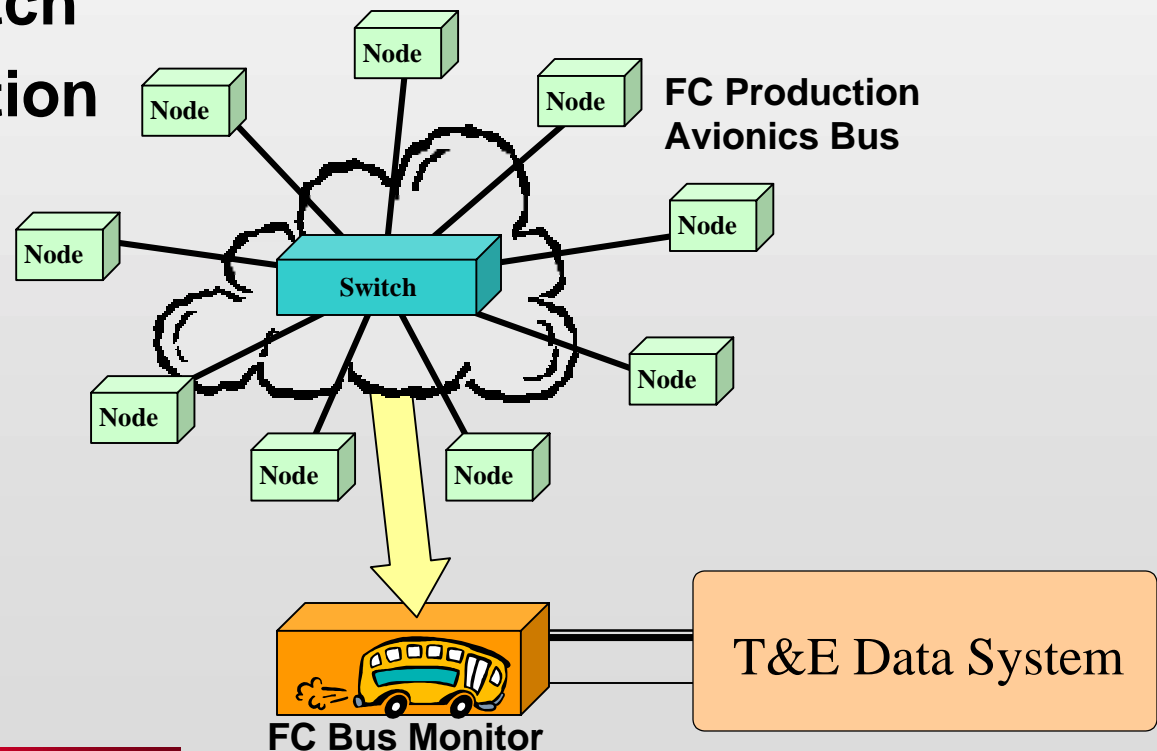 Node
tion
Node
Node
FC Production
Avionics Bus
Node
Node
Switch
Node
Node
Node
Node
T&E Data System
FC Bus Monitor